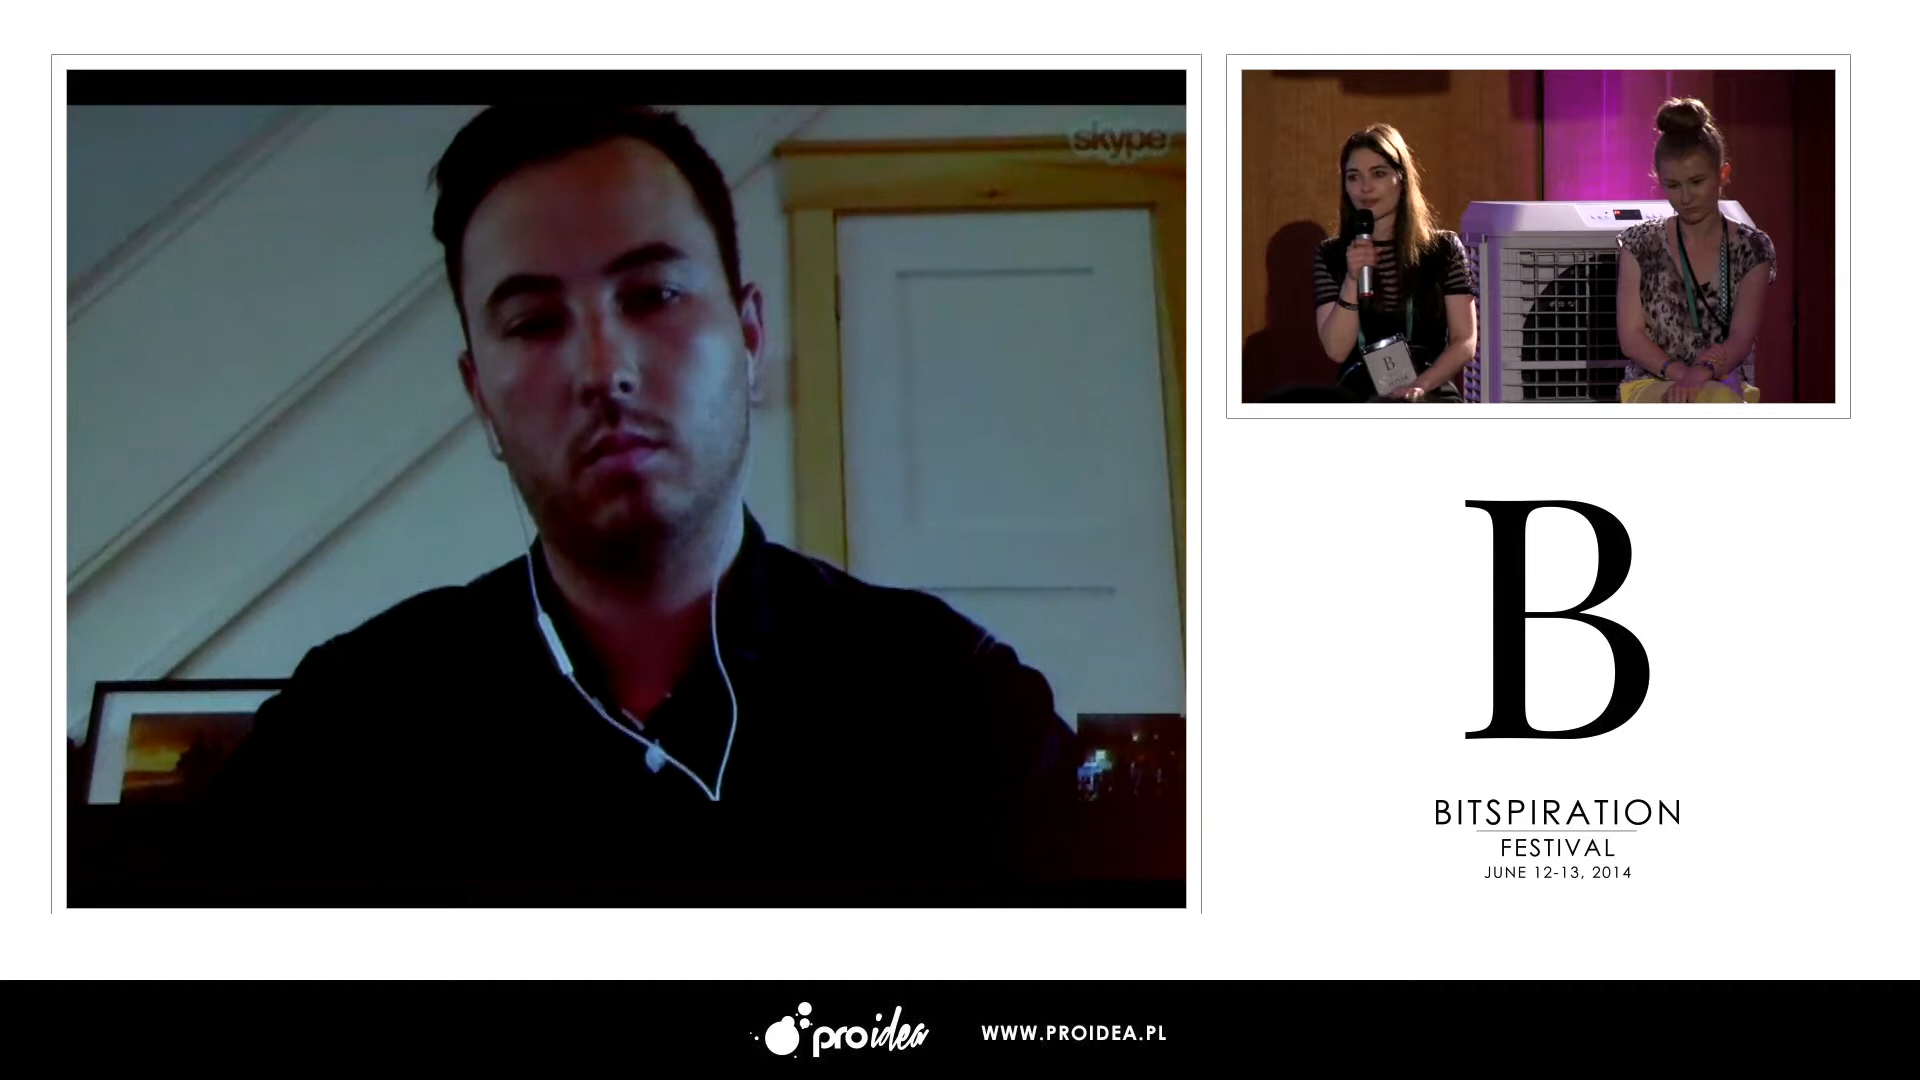 skype
B
B
BITSPIRATION
FESTIVAL
JUNE 12-13, 2014
proidea
WWW.PROIDEA.PL